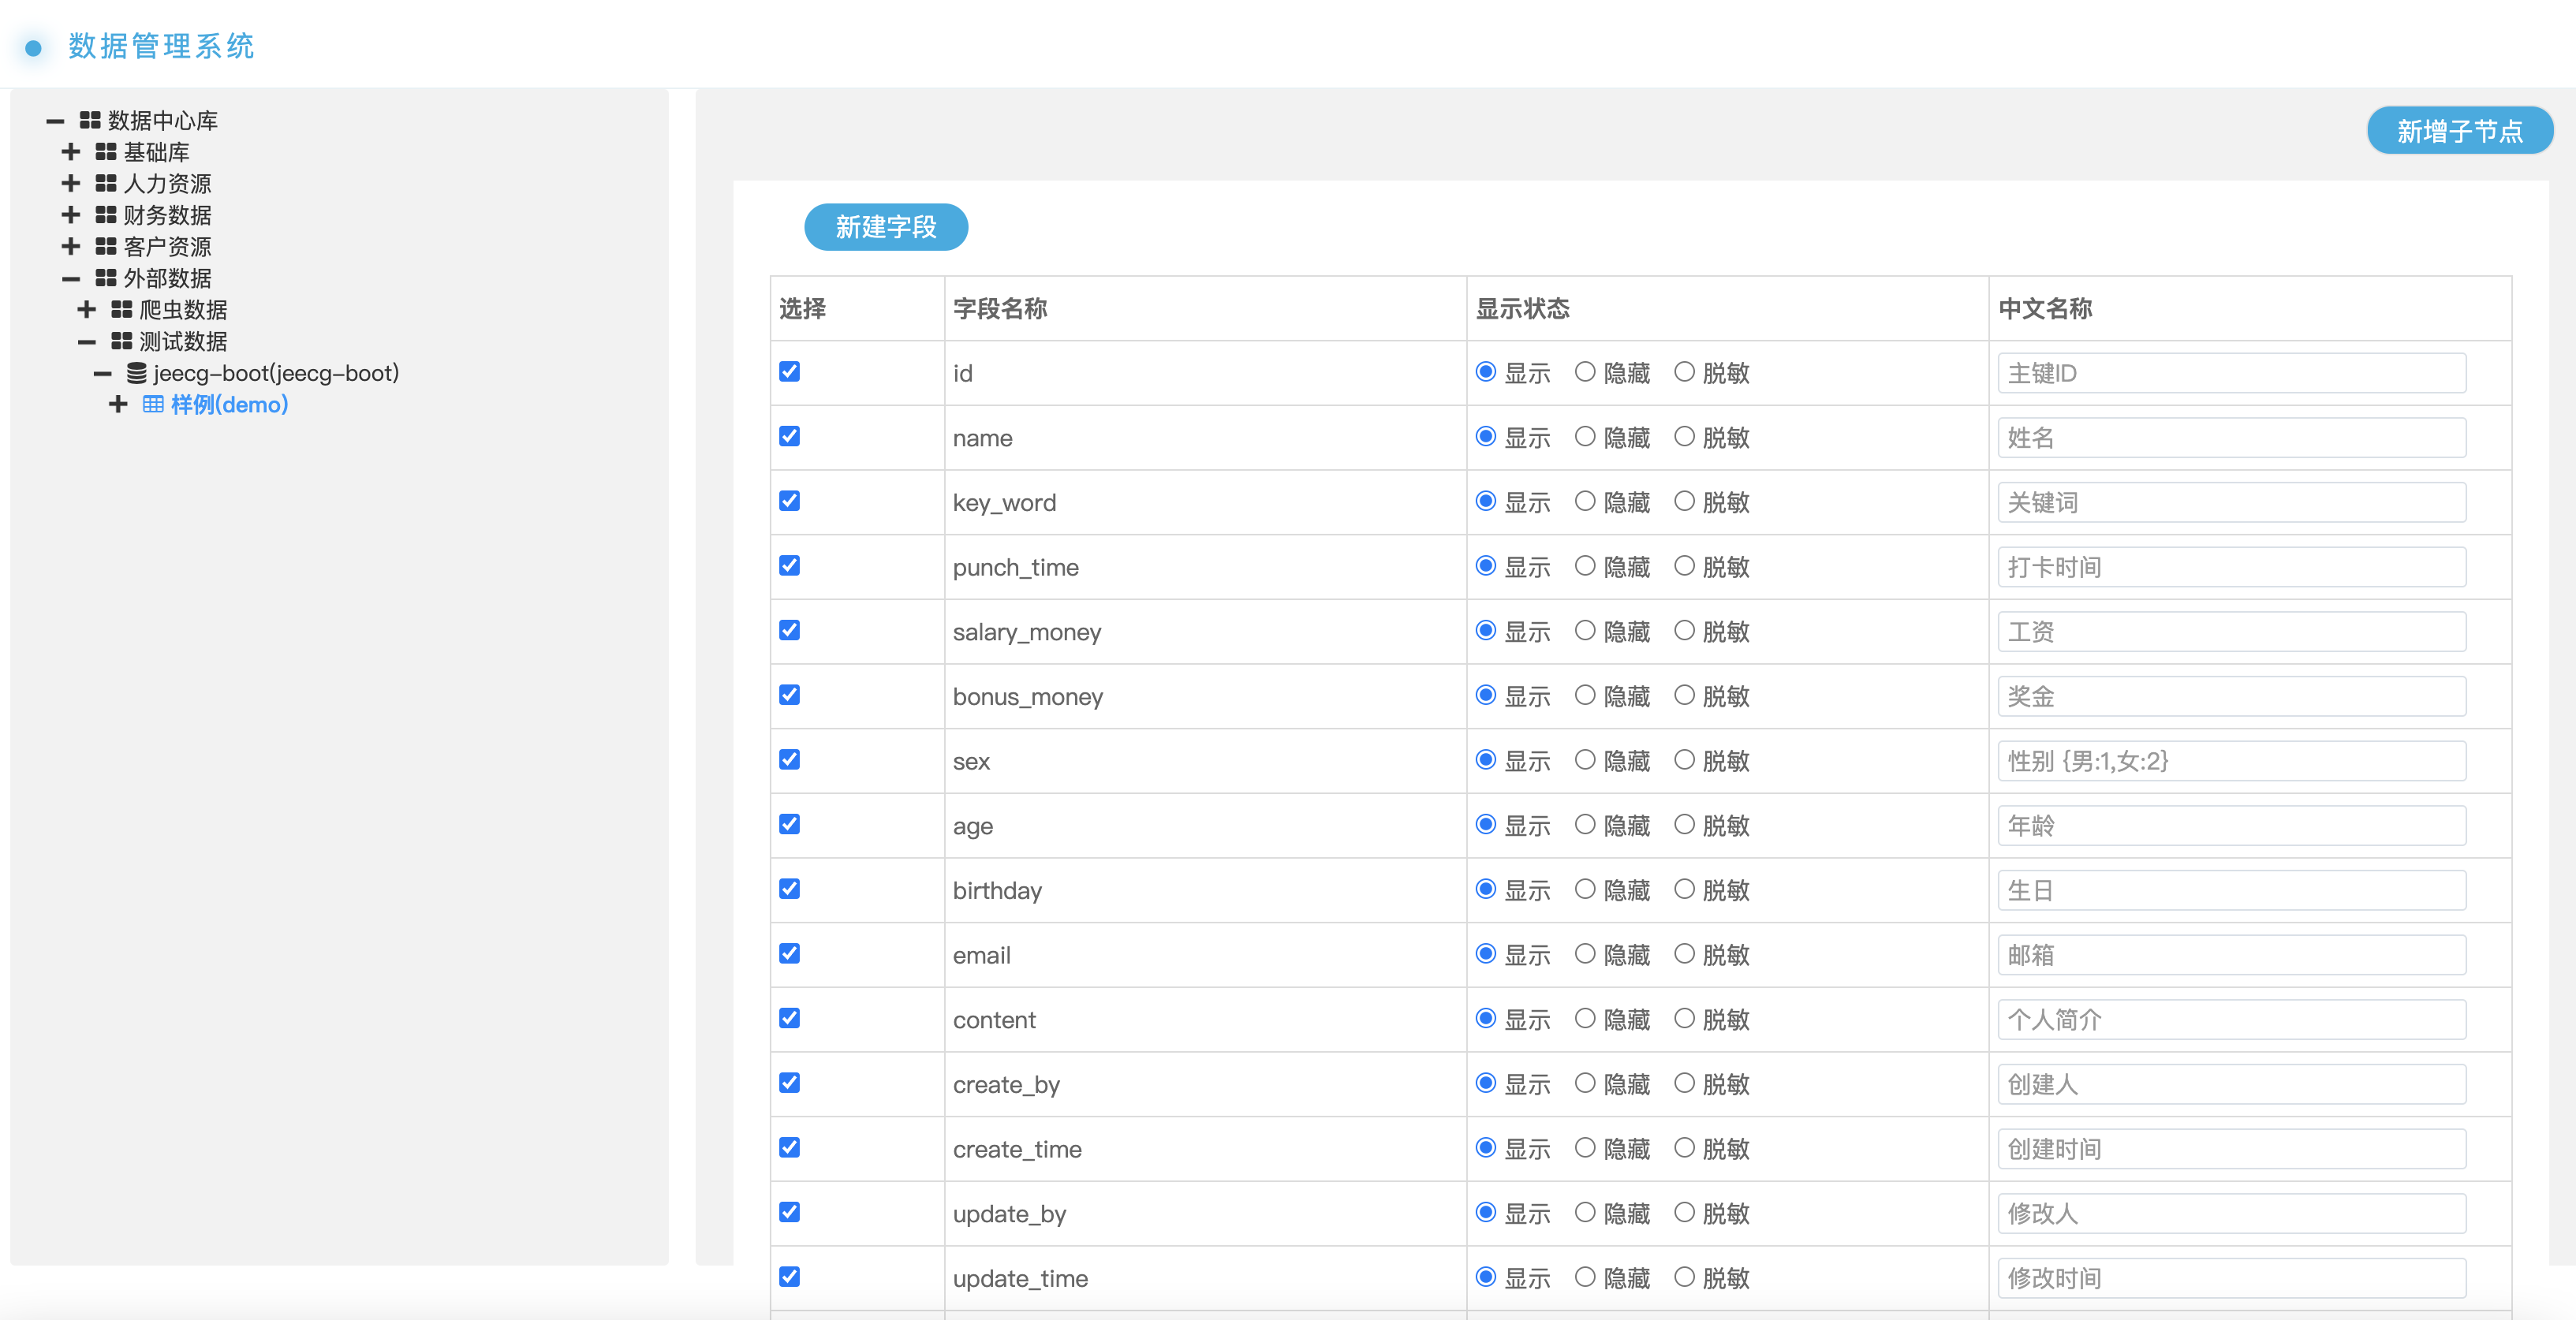 数据管理系统
数据中心库
基础库
人力资源
财务数据
客户资源
外部数据
爬虫数据
测试数据
jeecg-boot(jeecg-boot)
样例(demo)
新增子节点
新建字段
选择 字段名称 显示状态 中文名称
id 显示 隐藏 脱敏 主键ID
name 显示 隐藏 脱敏 姓名
key_word 显示 隐藏 脱敏 关键词
punch_time 显示 隐藏 脱敏 打卡时间
salary_money 显示 隐藏 脱敏 工资
bonus_money 显示 隐藏 脱敏 奖金
sex 显示 隐藏 脱敏 性别 {男:1,女:2}
age 显示 隐藏 脱敏 年龄
birthday 显示 隐藏 脱敏 生日
email 显示 隐藏 脱敏 邮箱
content 显示 隐藏 脱敏 个人简介
create_by 显示 隐藏 脱敏 创建人
create_time 显示 隐藏 脱敏 创建时间
update_by 显示 隐藏 脱敏 修改人
update_time 显示 隐藏 脱敏 修改时间